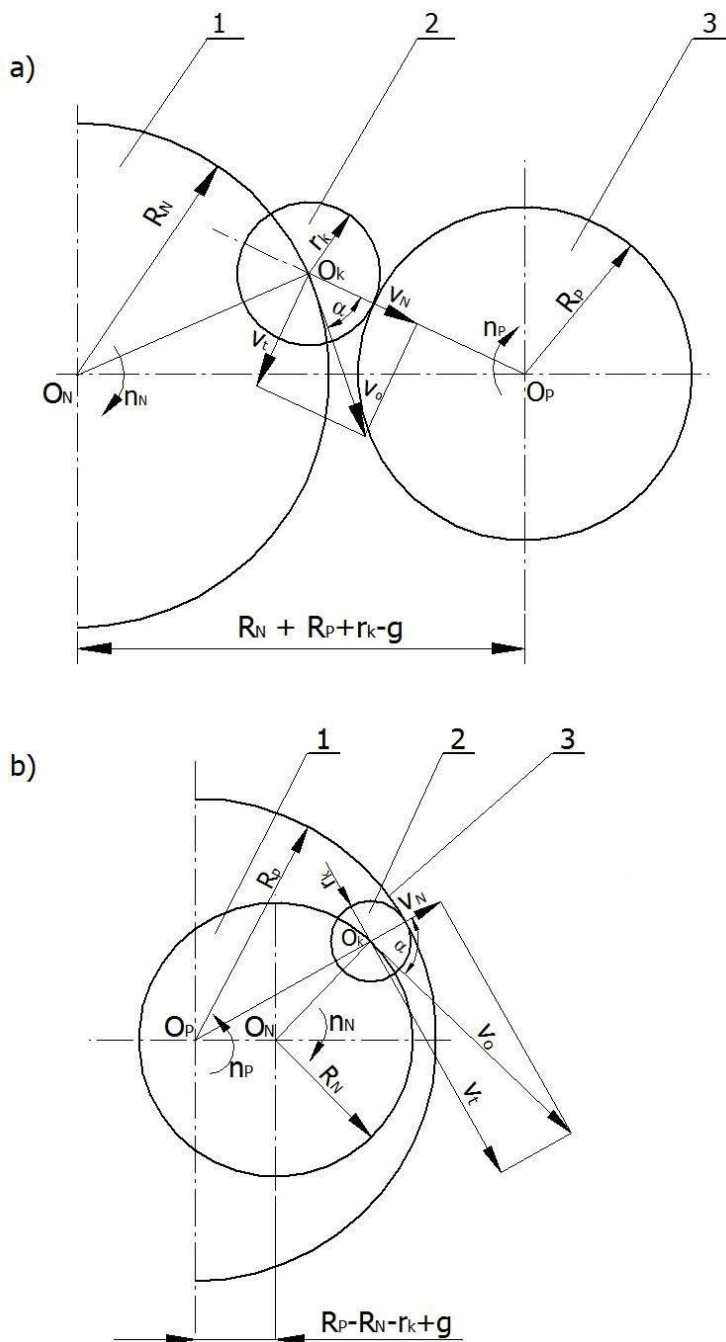 1 2 3
a)
RN
rk
Ok
α
vN
RP
vt
nP
ON
nN
vo
OP
RN + RP+rk-g
1 2 3
b)
RP
rk
vN
Ok
α
OP ON
nN
nP
RN
vo
vt
RP-RN-rk+g